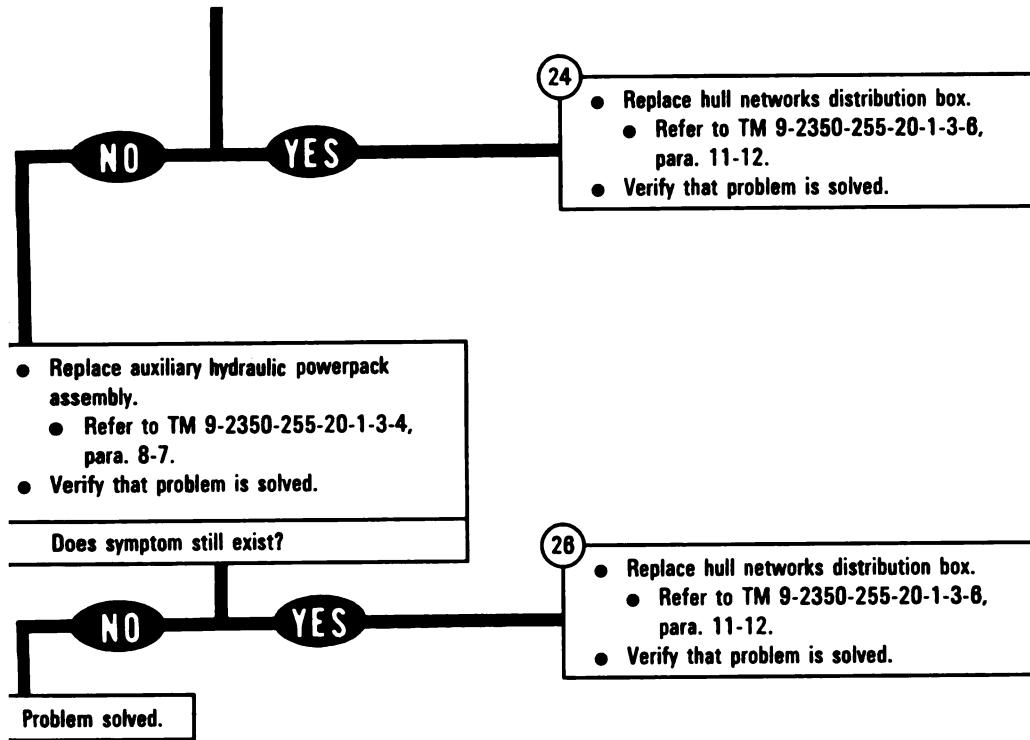 24
● Replace hull networks distribution box.
● Refer to TM 9-2350-255-20-1-3-6,
para. 11-12.
● Verify that problem is solved.
NO
YES
● Replace auxiliary hydraulic powerpack
assembly.
● Refer to TM 9-2350-255-20-1-3-4,
para. 8-7.
● Verify that problem is solved.
Does symptom still exist?
26
● Replace hull networks distribution box.
● Refer to TM 9-2350-255-20-1-3-6,
para. 11-12.
● Verify that problem is solved.
NO
YES
Problem solved.